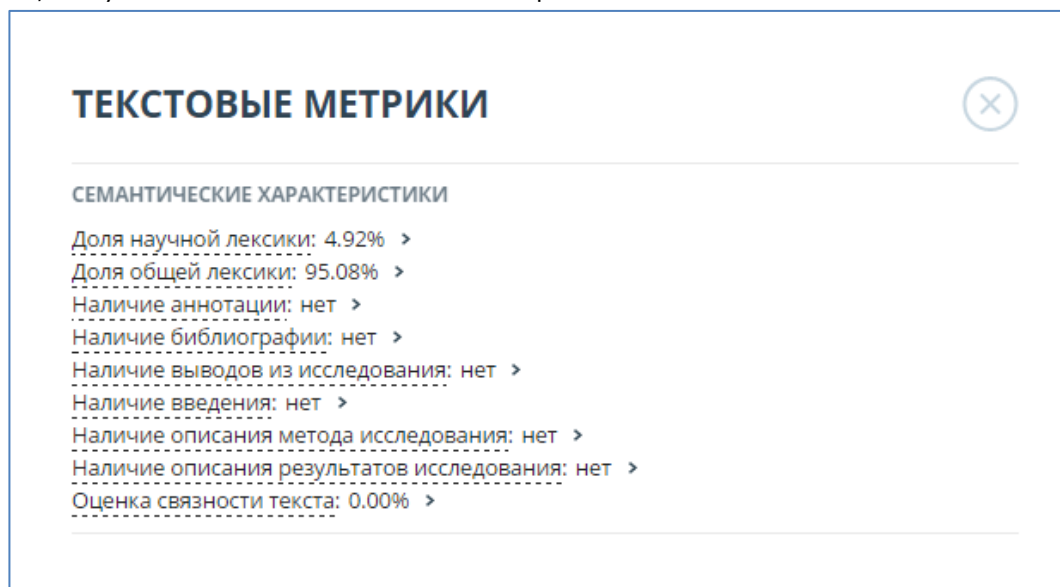 ТЕКСТОВЫЕ МЕТРИКИ
СЕМАНТИЧЕСКИЕ ХАРАКТЕРИСТИКИ
Доля научной лексики: 4.92% >
Доля общей лексики: 95.08% >
Наличие аннотации: нет >
Наличие библиографии: нет >
Наличие выводов из исследования: нет >
Наличие введения: нет >
Наличие описания метода исследования: нет >
Наличие описания результатов исследования: нет >
Оценка связности текста: 0.00% >